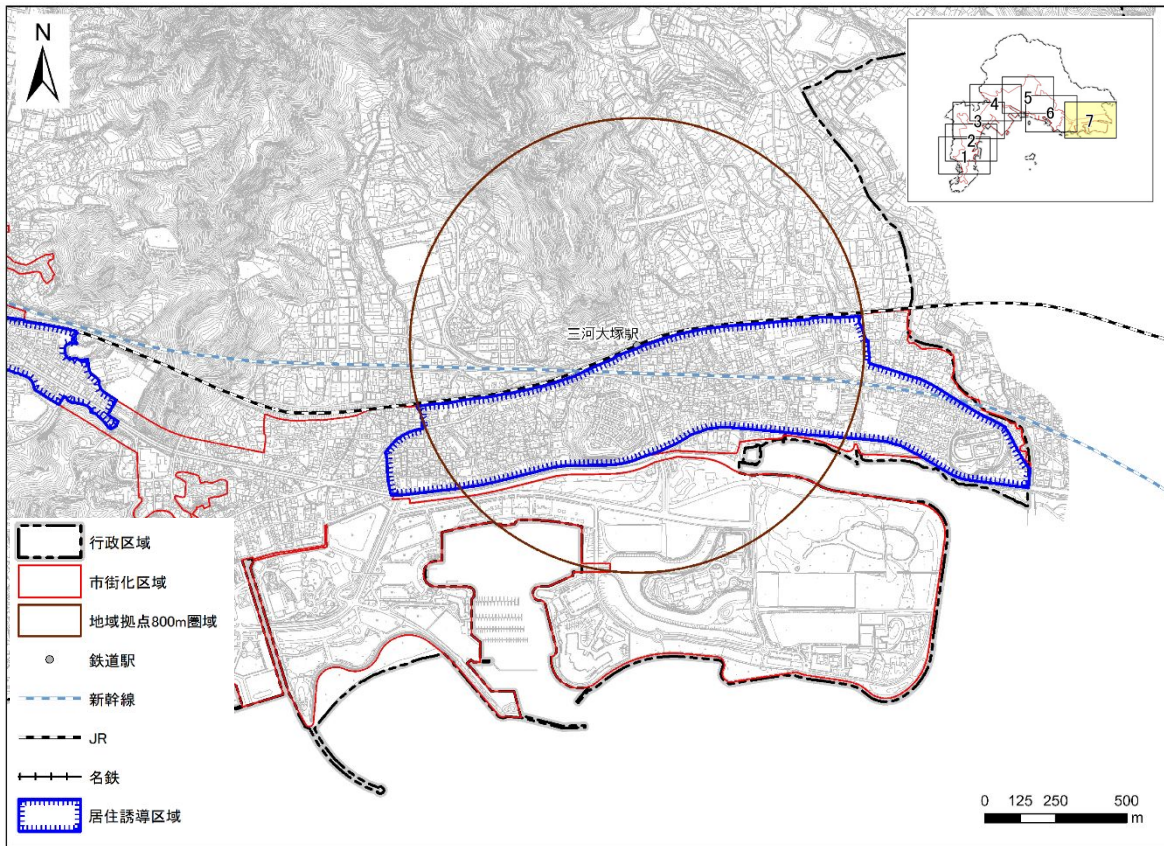 N
5
4
6
7
3
2
1
三河大塚駅
行政区域
市街化区域
地域拠点800m圏域
鉄道駅
新幹線
JR
名鉄
居住誘導区域
0 125 250 500
m